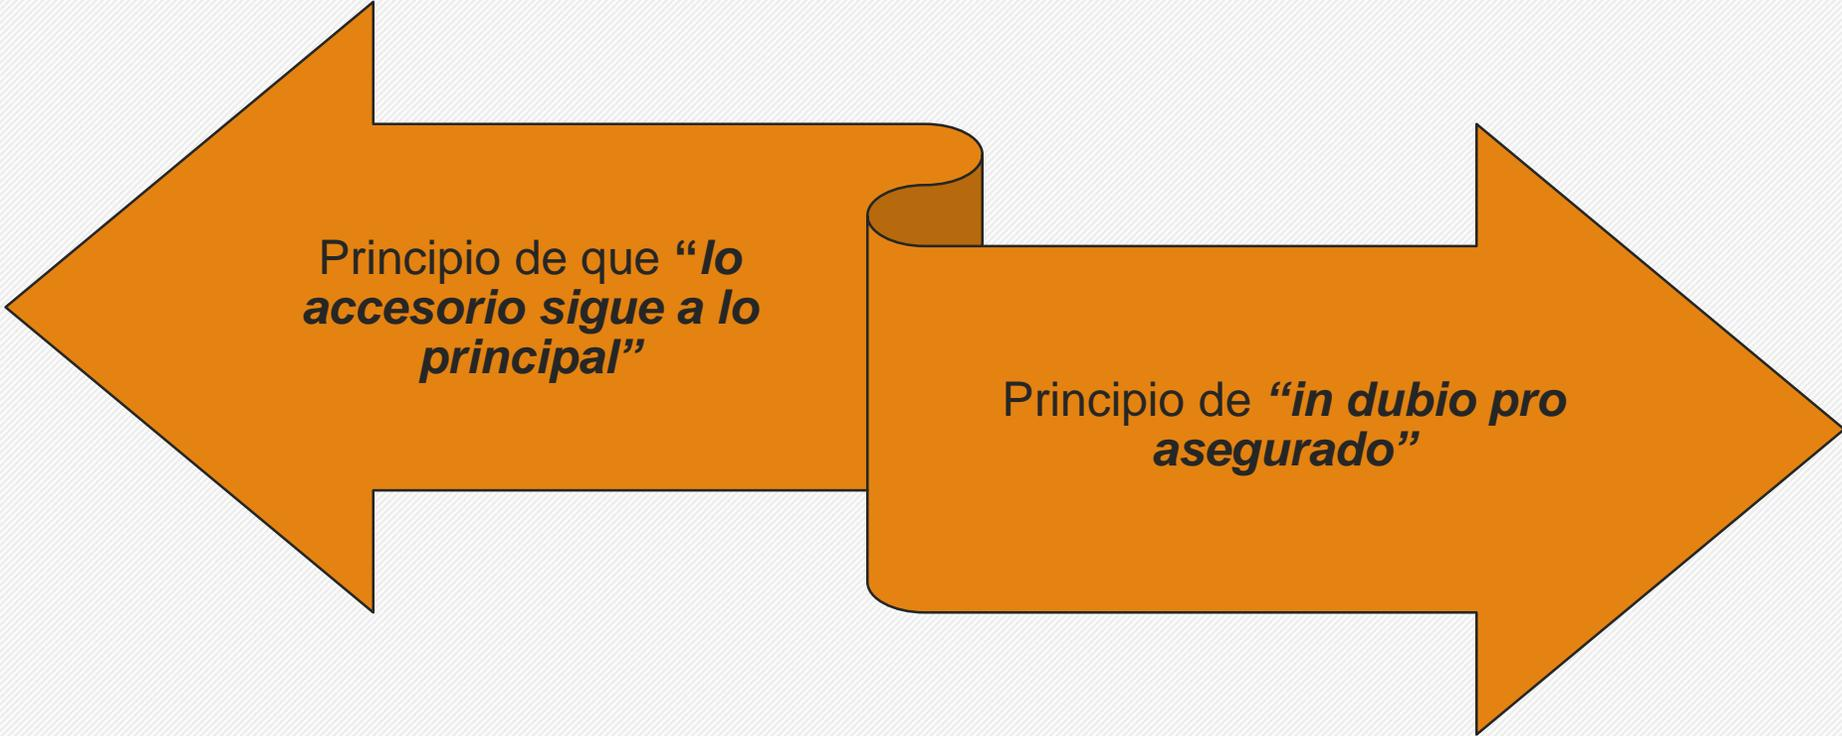 Principio de que “lo
accesorio sigue a lo
principal”
Principio de “in dubio pro
asegurado”